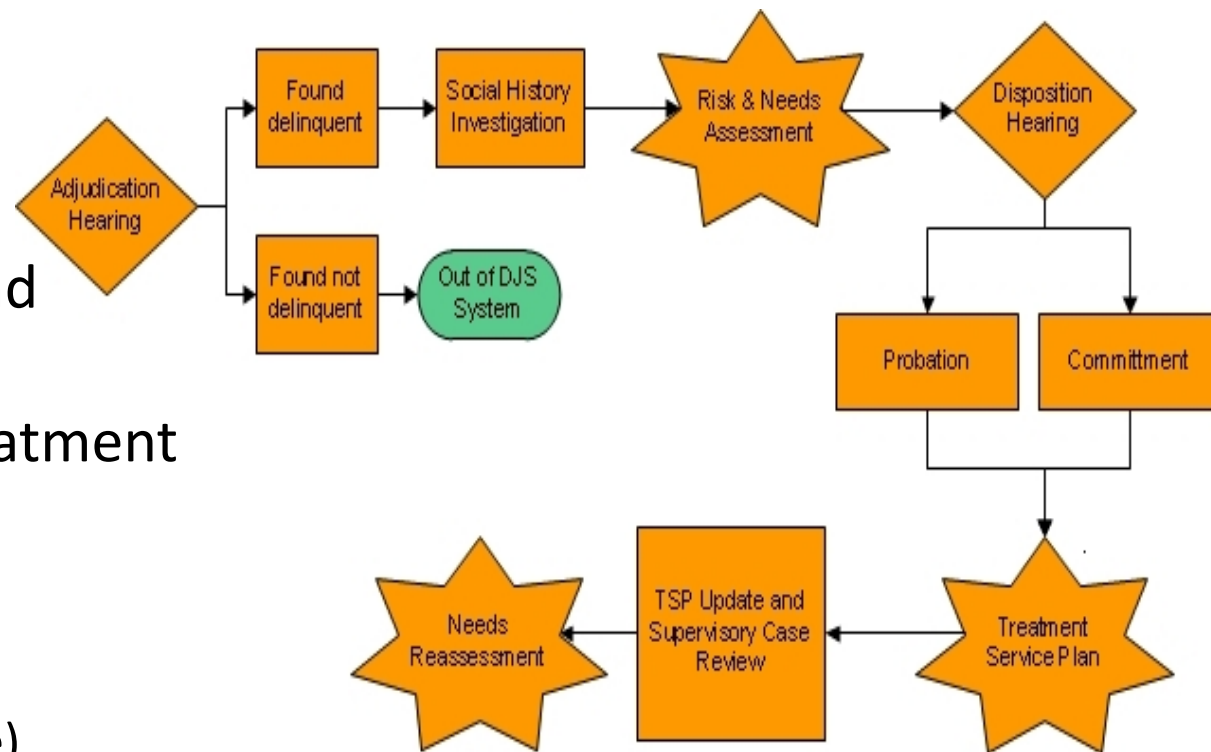 Found
delinquent
Social History
Investigation
Risk & Needs
Assessment
Disposition
Hearing
Adjudication
Hearing
d
Found not
delinquent
Out of DJS
System
Probation
Committment
atment
Needs
Reassessment
TSP Update and
Supervisory Case
Review
Treatment
Service Plan
e)